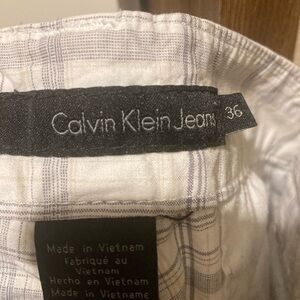 Calvin Klein Jeans
36
Made in Vietnam
Fabriqué au
Vietnam
Hecho en Vietnam
Made in Vietname